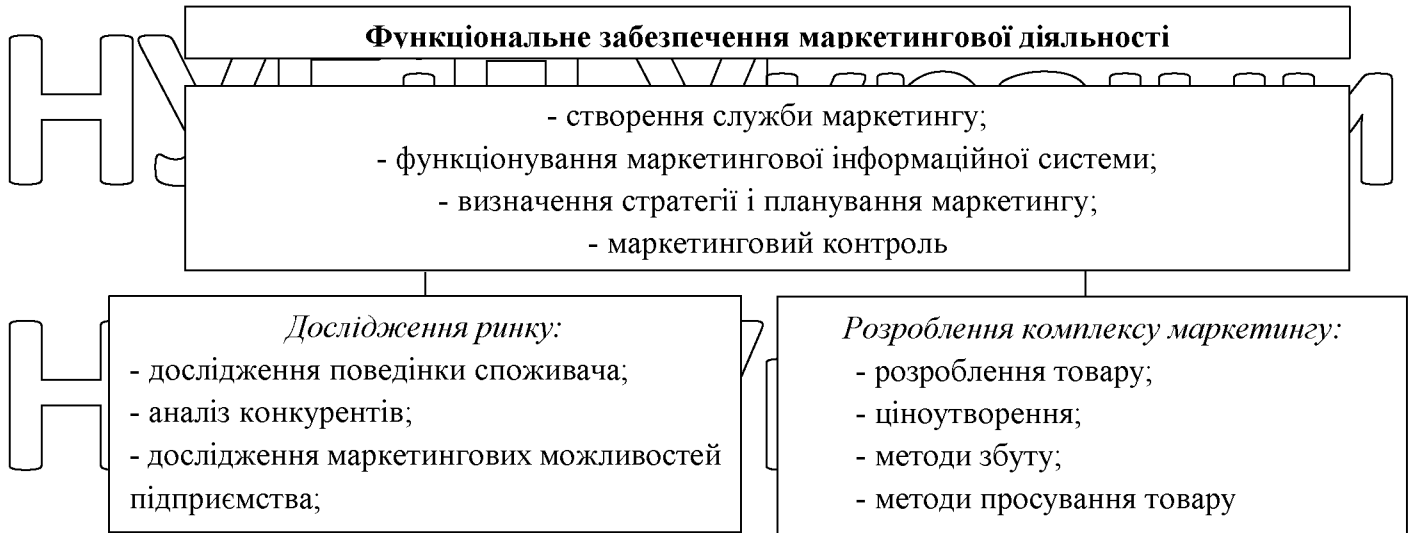 Функціональне забезпечення маркетингової діяльності
- створення служби маркетингу;
- функціонування маркетингової інформаційної системи;
- визначення стратегії і планування маркетингу;
- маркетинговий контроль
Дослідження ринку:
- дослідження поведінки споживача;
- аналіз конкурентів;
- дослідження маркетингових можливостей
підприємства;
Розроблення комплексу маркетингу:
- розроблення товару;
- ціноутворення;
- методи збуту;
- методи просування товару